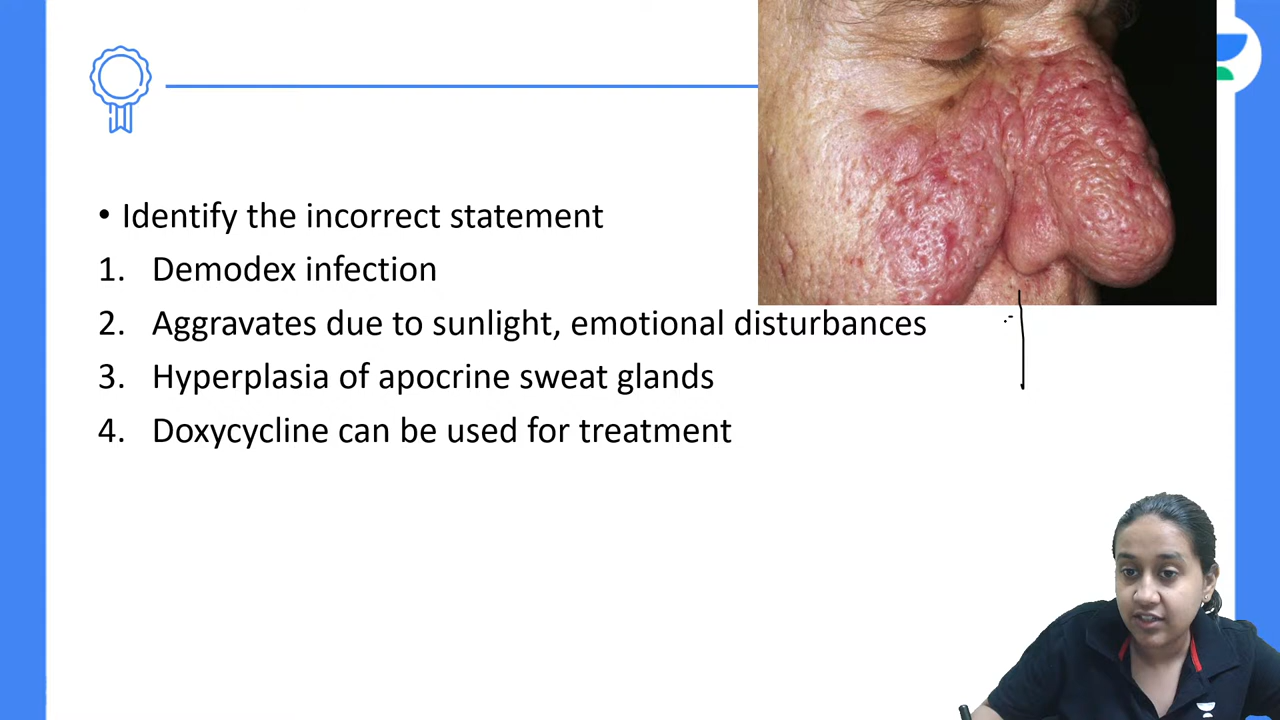 • Identify the incorrect statement
1. Demodex infection
2. Aggravates due to sunlight, emotional disturbances
3. Hyperplasia of apocrine sweat glands
4. Doxycycline can be used for treatment